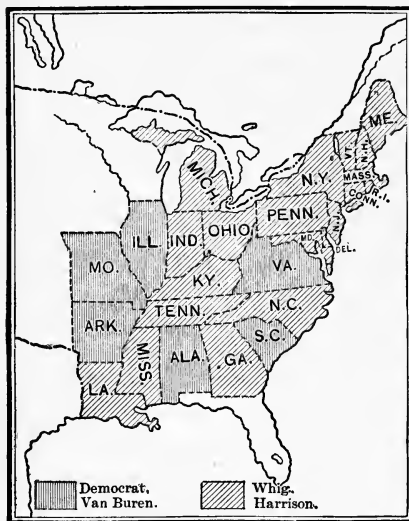 ME.
VT.
N.H.
MASS.
R.I.
CONN.
N.Y.
MICH.
PENN.
N.J.
OHIO.
IND.
ILL.
MD.
DEL.
MO.
KY.
VA.
TENN.
N.C.
ARK.
S.C.
MISS.
ALA.
GA.
LA.
Democrat, Whig.
Van Buren. Harrison.